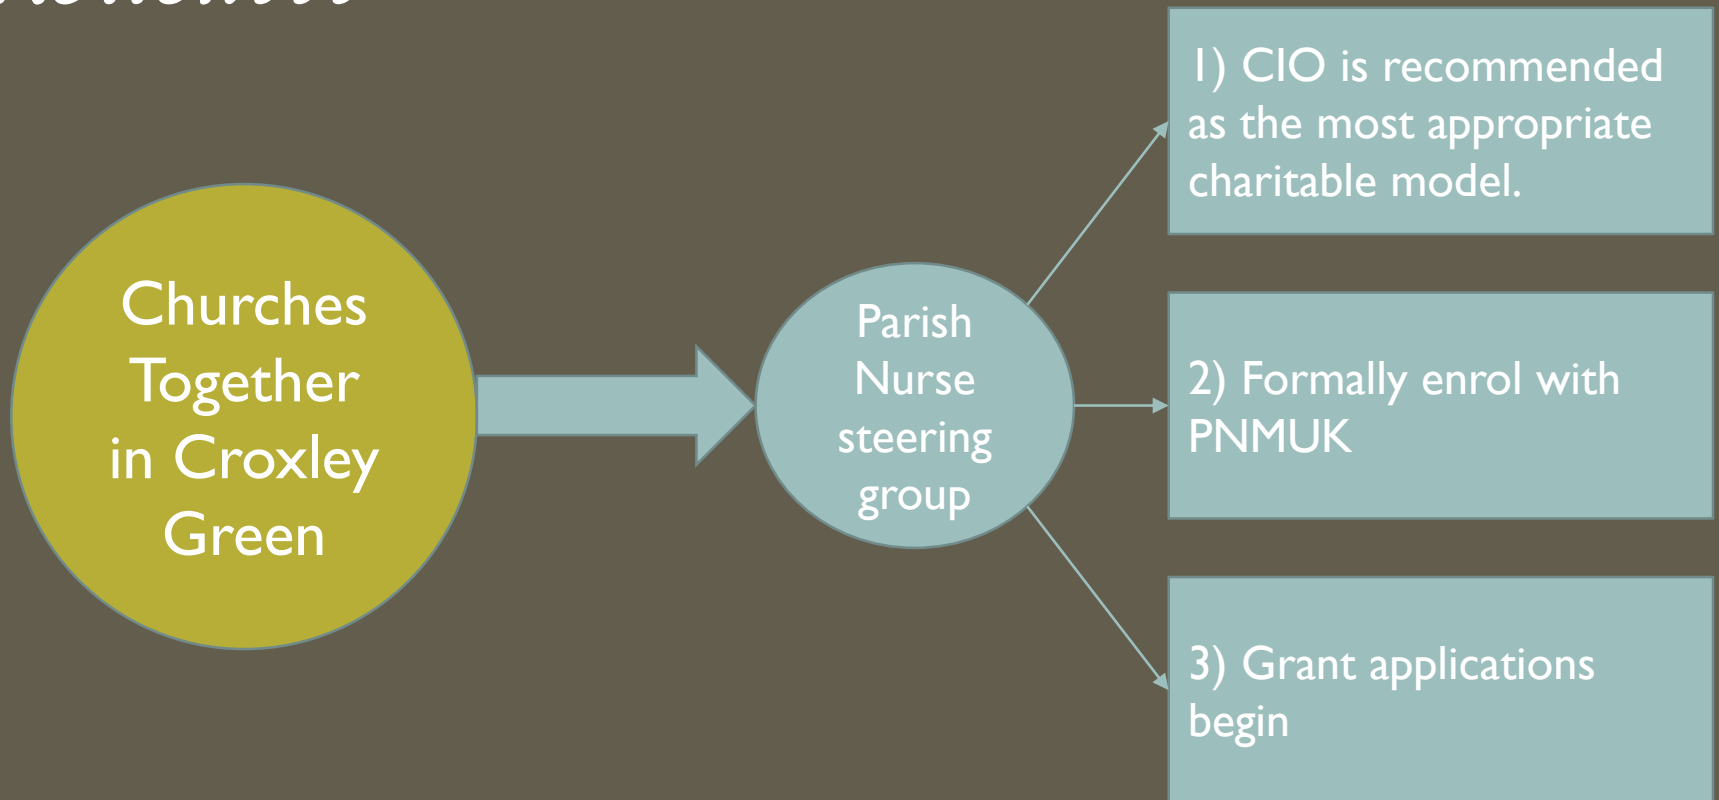 Churches
Together
in Croxley
Green
Parish
Nurse
steering
group
1) CIO is recommended
as the most appropriate
charitable model.
2) Formally enrol with
PNMUK
3) Grant applications
begin